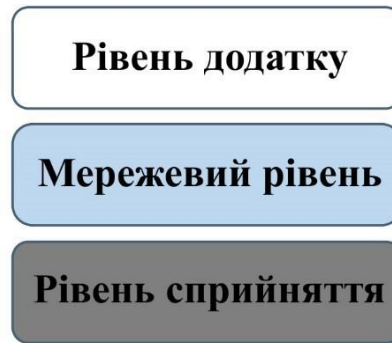 Рівень додатку
Мережевий рівень
Рівень сприйняття